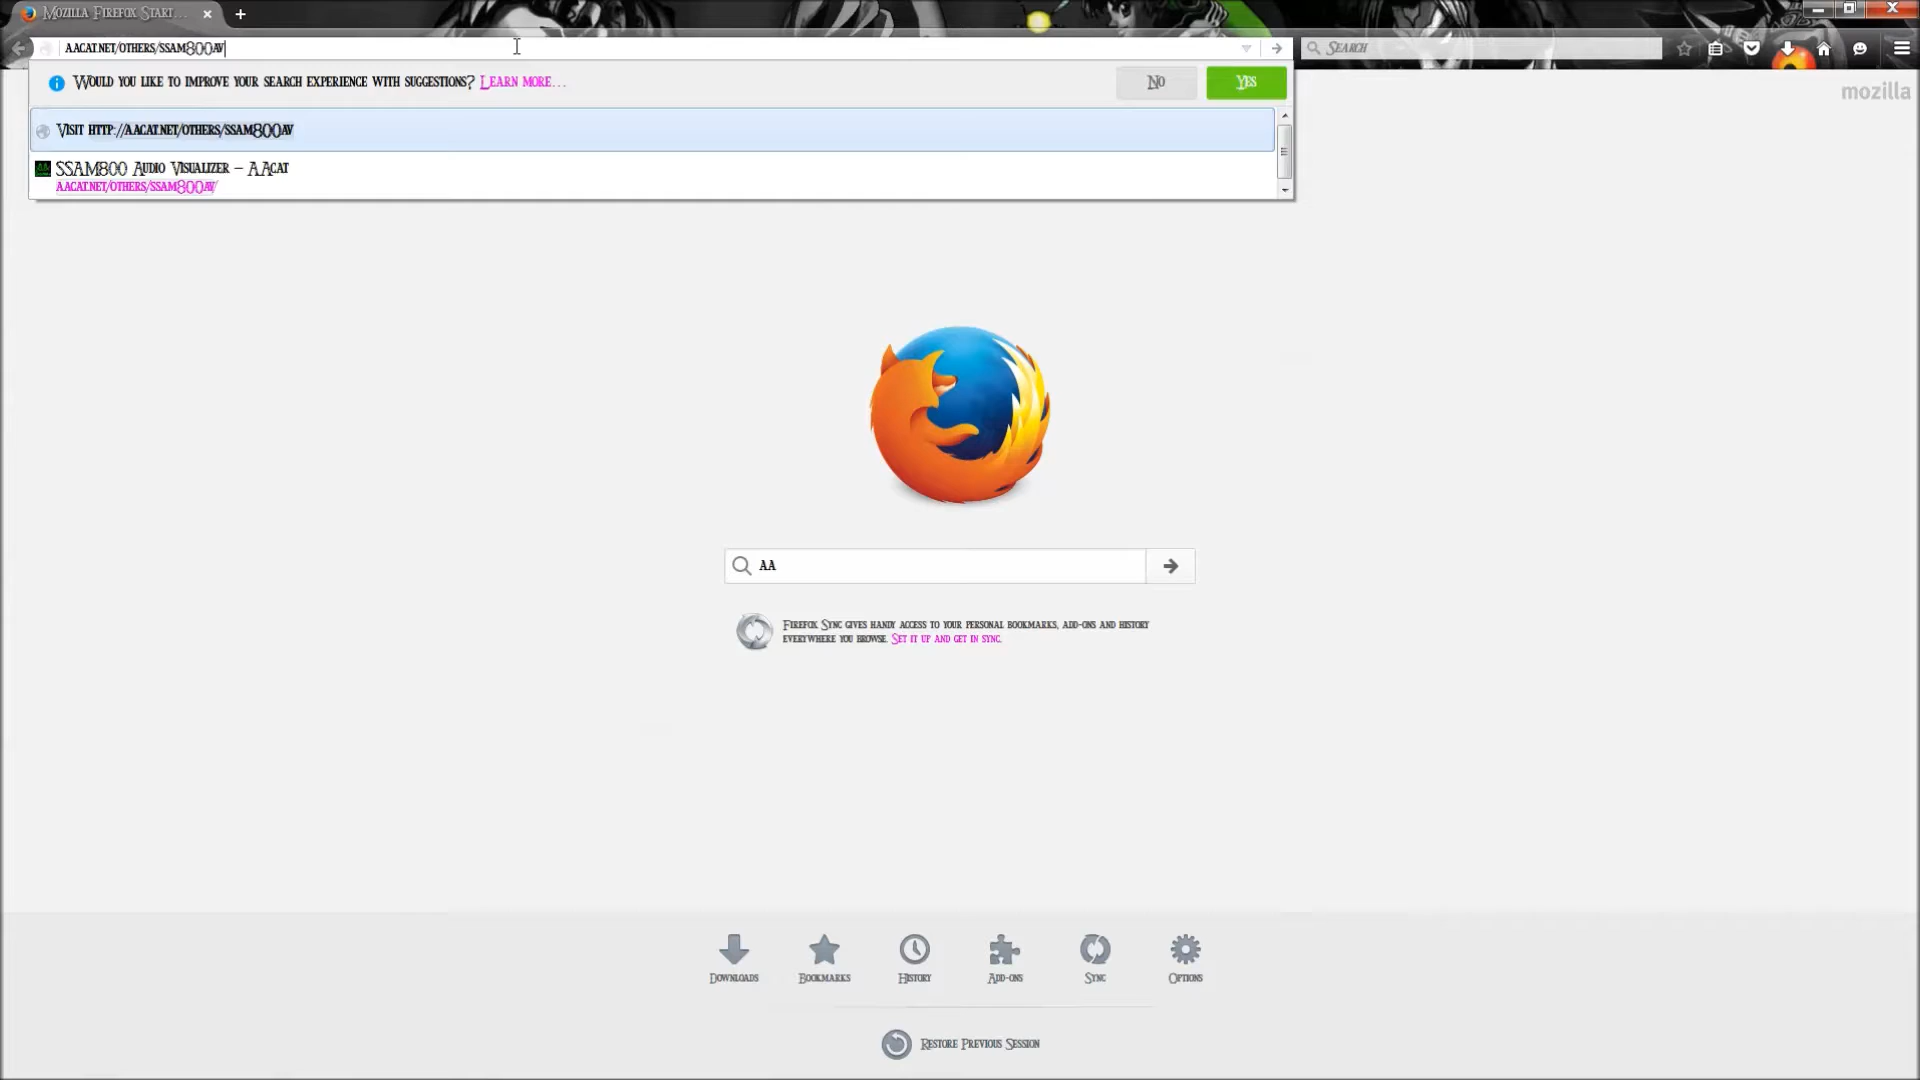 Mozilla Firefox Start...
aacat.net/others/ssam800av
Search
Would you like to improve your search experience with suggestions? Learn more...
No
Yes
mozilla
Visit http://aacat.net/others/ssam800av
SSAM800 Audio Visualizer – AAcat
aacat.net/others/ssam800av/
AA
Firefox Sync gives handy access to your personal bookmarks, add-ons and history
everywhere you browse. Set it up and get in sync.
Downloads
Bookmarks
History
Add-ons
Sync
Options
Restore Previous Session